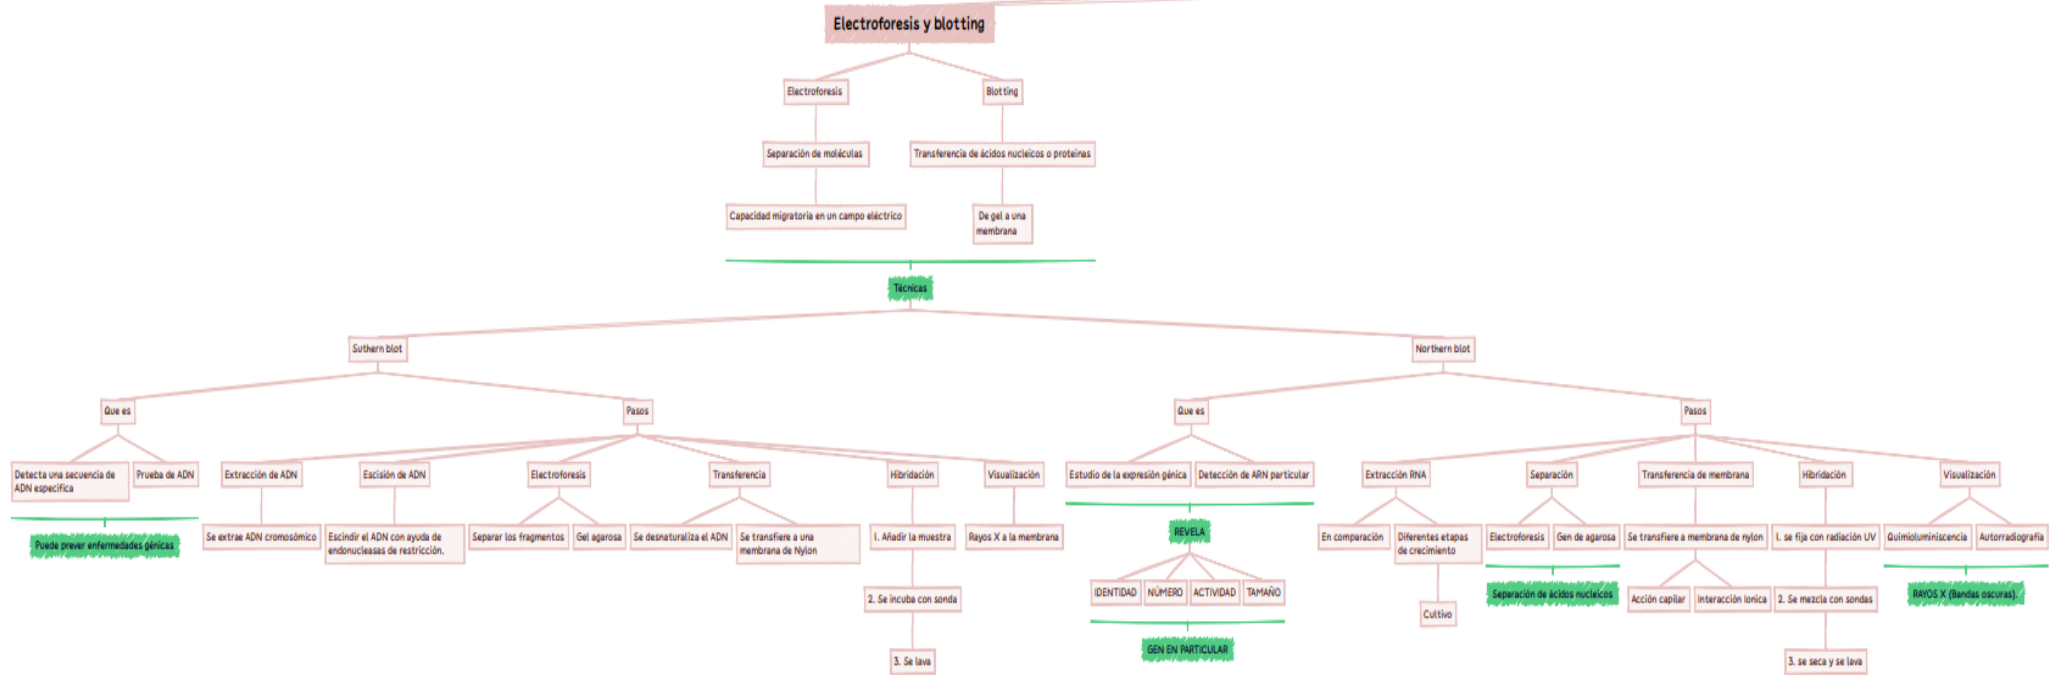 Electroforesis y blotting
Electroforesis
Blotting
Separación de moléculas
Transferencia de ácidos nucleicos o proteinas
Capacidad migratoria en un campo eléctrico
De gel a una
membrana
Técnicas
Suthern blot
Northern blot
Que es
Pasos
Que es
Pasos
Detecta una secuencia de
ADN especifica
Prueba de ADN
Extracción de ADN
Escisión de ADN
Electroforesis
Transferencia
Hibridación
Visualización
Estudio de la expresión génica
Detección de ARN particular
Extracción RNA
Separación
Transferencia de membrana
Hibridación
Visualización
Puede prever enfermedades génicas
Se extrae ADN cromosómico
Escindir el ADN con ayuda de
endonucleasas de restricción.
Separar los fragmentos
Gel agarosa
Se desnaturaliza el ADN
Se transfiere a una
membrana de Nylon
1. Añadir la muestra
Rayos X a la membrana
REVELA
En comparación
Diferentes etapas
de crecimiento
Electroforesis
Gen de agarosa
Se transfiere a membrana de nylon
1. se fija con radiación UV
Quimioluminiscencia
Autorradiografía
2. Se incuba con sonda
IDENTIDAD
NÚMERO
ACTIVIDAD
TAMAÑO
Cultivo
Separación de ácidos nucleicos
Acción capilar
Interacción Ionica
2. Se mezcla con sondas
RAYOS X (Bandas oscuras).
3. Se lava
GEN EN PARTICULAR
3. se seca y se lava